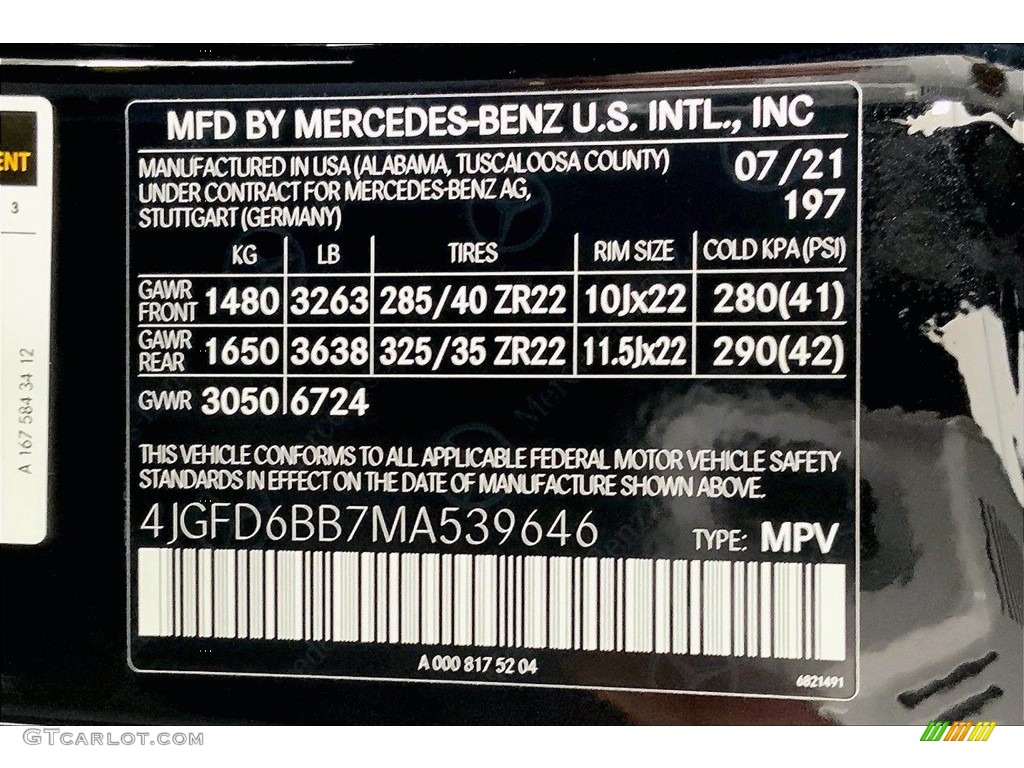 MFD BY MERCEDES-BENZ U.S. INTL., INC
MANUFACTURED IN USA (ALABAMA, TUSCALOOSA COUNTY) 07/21
UNDER CONTRACT FOR MERCEDES-BENZ AG, 197
STUTTGART (GERMANY)
KG LB TIRES RIM SIZE COLD KPA (PSI)
GAWR FRONT 1480 3263 285/40 ZR22 10Jx22 280(41)
GAWR REAR 1650 3638 325/35 ZR22 11.5Jx22 290(42)
GVWR 3050 6724
THIS VEHICLE CONFORMS TO ALL APPLICABLE FEDERAL MOTOR VEHICLE SAFETY
STANDARDS IN EFFECT ON THE DATE OF MANUFACTURE SHOWN ABOVE.
4JGFD6BB7MA539646 TYPE: MPV
A 000 817 52 04
6821491
ENT
3
A 167 584 34 12
GTCARLOT.COM